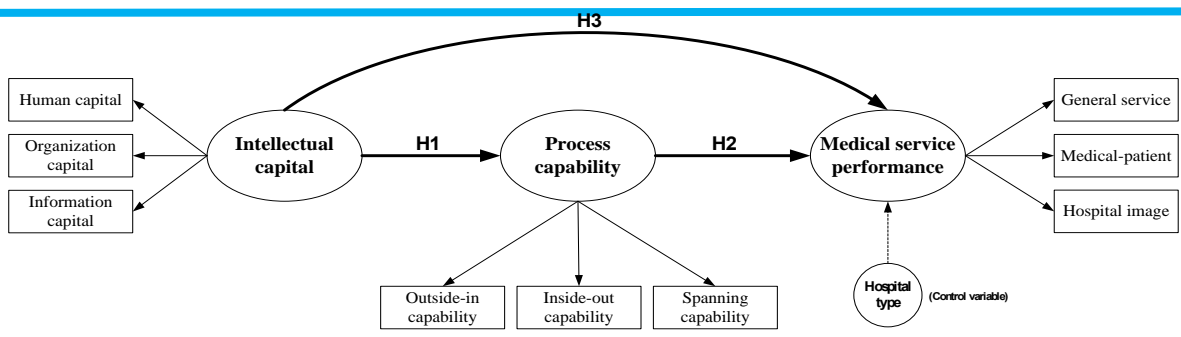 H3
Human capital
Organization
capital
Information
capital
Intellectual
capital
H1
Process
capability
H2
Medical service
performance
General service
Medical-patient
Hospital image
Outside-in
capability
Inside-out
capability
Spanning
capability
Hospital
type
(Control variable)